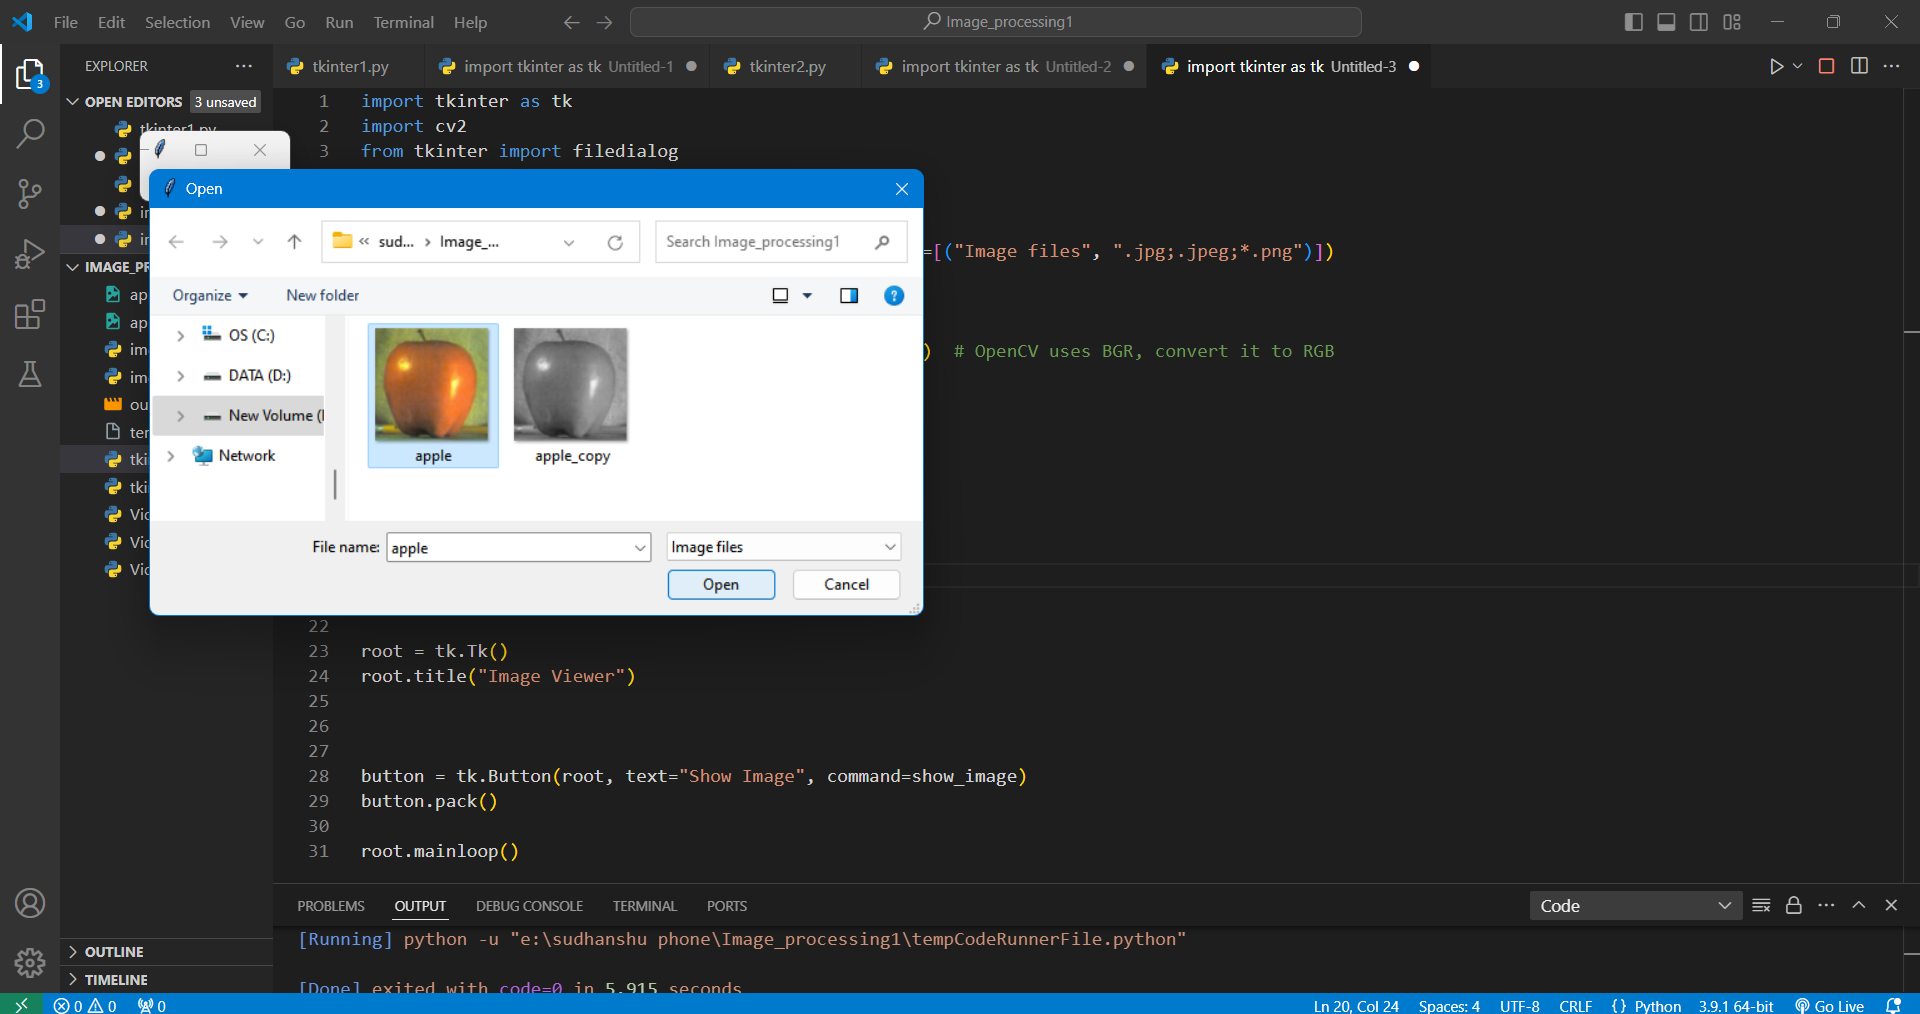 File Edit Selection View Go Run Terminal Help
Image_processing1
3
EXPLORER
tkinter1.py
import tkinter as tk Untitled-1
tkinter2.py
import tkinter as tk Untitled-2
import tkinter as tk Untitled-3
OPEN EDITORS 3 unsaved
1 import tkinter as tk
2 import cv2
3 from tkinter import filedialog
Open
« sud... › Image_...
Search Image_processing1
=[("Image files", ".jpg;.jpeg;*.png")])
IMAGE_PR
Organize New folder
ap
ap
im
im
ou
ter
tki
tki
Vic
Vic
Vic
OS (C:)
DATA (D:)
New Volume (
Network
) # OpenCV uses BGR, convert it to RGB
apple
apple_copy
File name: apple
Image files
Open
Cancel
22
23 root = tk.Tk()
24 root.title("Image Viewer")
25
26
27
28 button = tk.Button(root, text="Show Image", command=show_image)
29 button.pack()
30
31 root.mainloop()
PROBLEMS OUTPUT DEBUG CONSOLE TERMINAL PORTS
Code
[Running] python -u "e:\sudhanshu phone\Image_processing1\tempCodeRunnerFile.python"
[Done] exited with code=0 in 5.915 seconds
OUTLINE
TIMELINE
0 0 0
Ln 20, Col 24 Spaces: 4 UTF-8 CRLF {} Python 3.9.1 64-bit Go Live